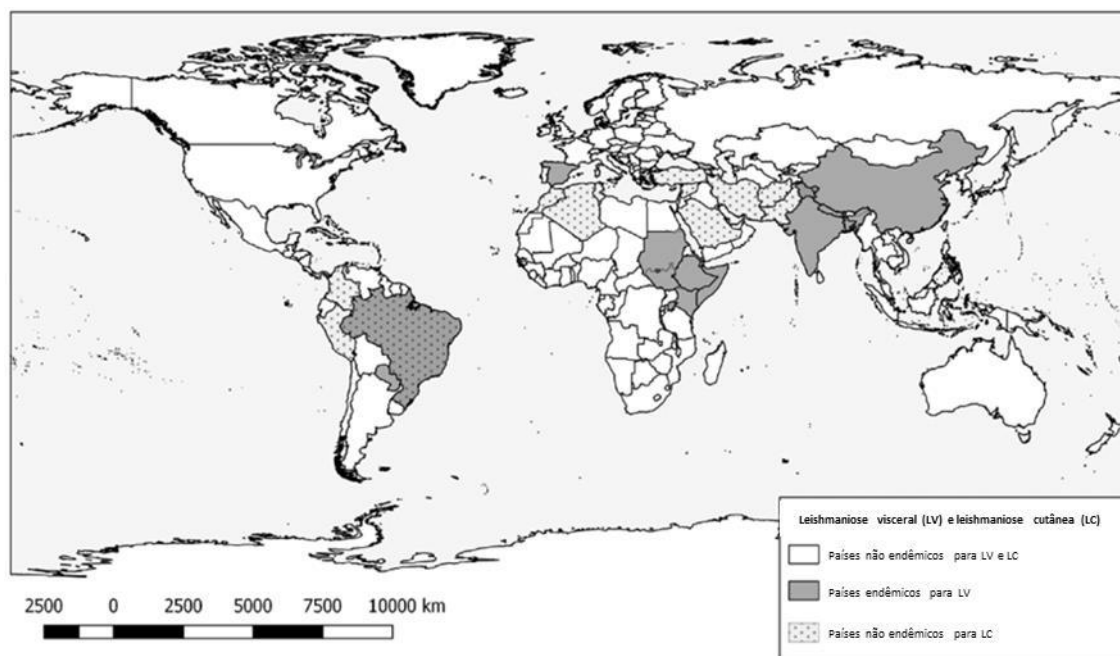 2500 0 2500 5000 7500 10000 km
Leishmaniose visceral (LV) e leishmaniose cutânea (LC)
Países não endêmicos para LV e LC
Países endêmicos para LV
Países não endêmicos para LC